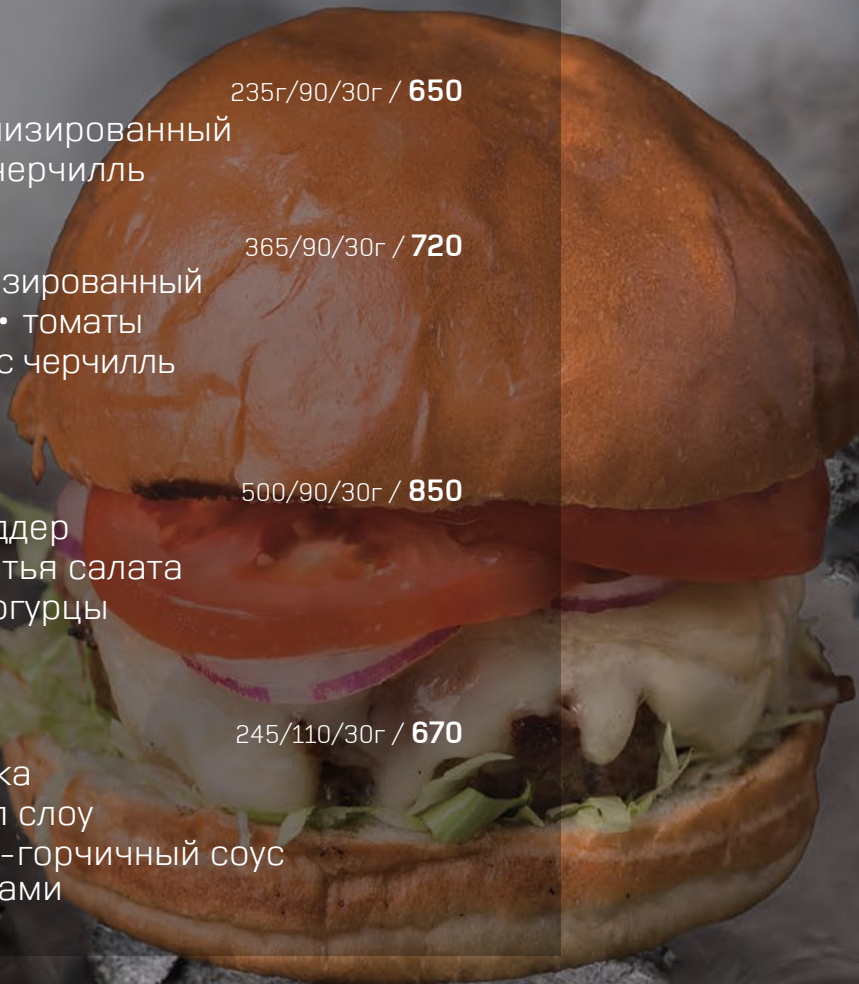 235г/90/30г / 650
лизированный
черчилль
365/90/30г / 720
зированный
• томаты
с черчилль
500/90/30г / 850
ддер
тья салата
огурцы
245/110/30г / 670
ка
л слоу
-горчичный соус
ами